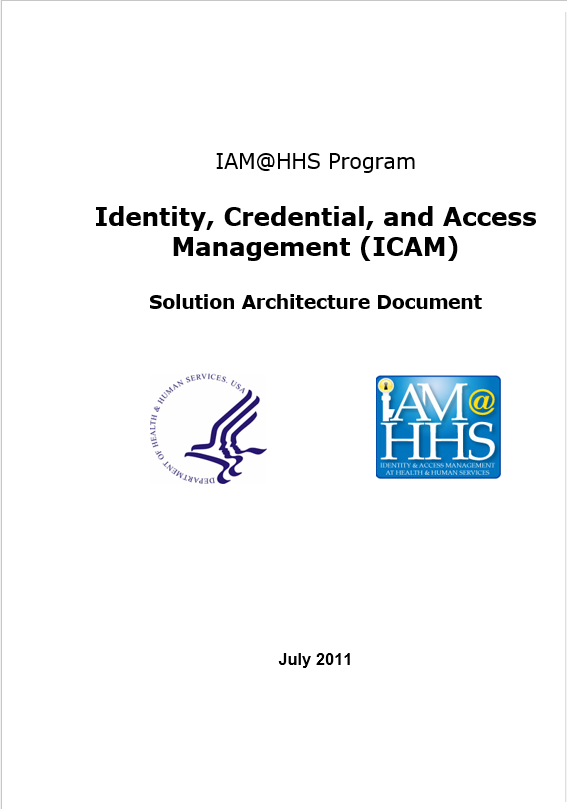 IAM@HHS Program
Identity, Credential, and Access
Management (ICAM)
Solution Architecture Document
DEPARTMENT OF HEALTH & HUMAN SERVICES. USA
iAM@
HHS
IDENTITY & ACCESS MANAGEMENT
AT HEALTH & HUMAN SERVICES
July 2011